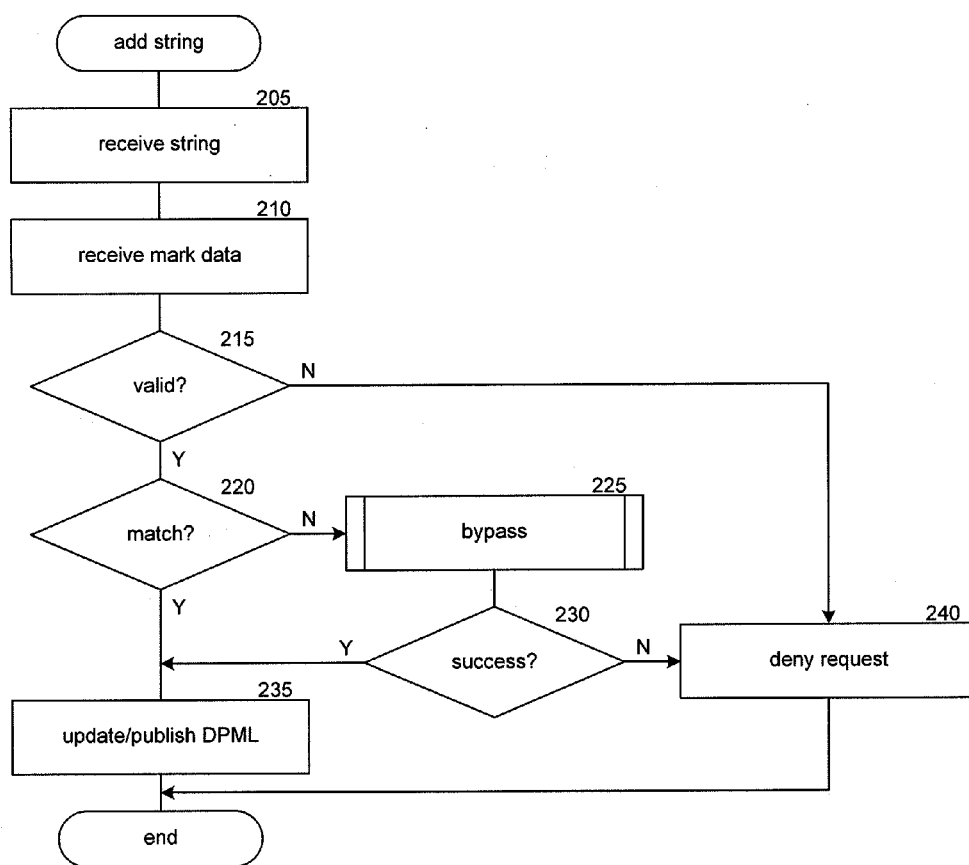 add string
205
receive string
210
receive mark data
215
valid?
N
Y
220
match?
N
225
bypass
Y
230
success?
Y
N
240
deny request
235
update/publish DPML
end